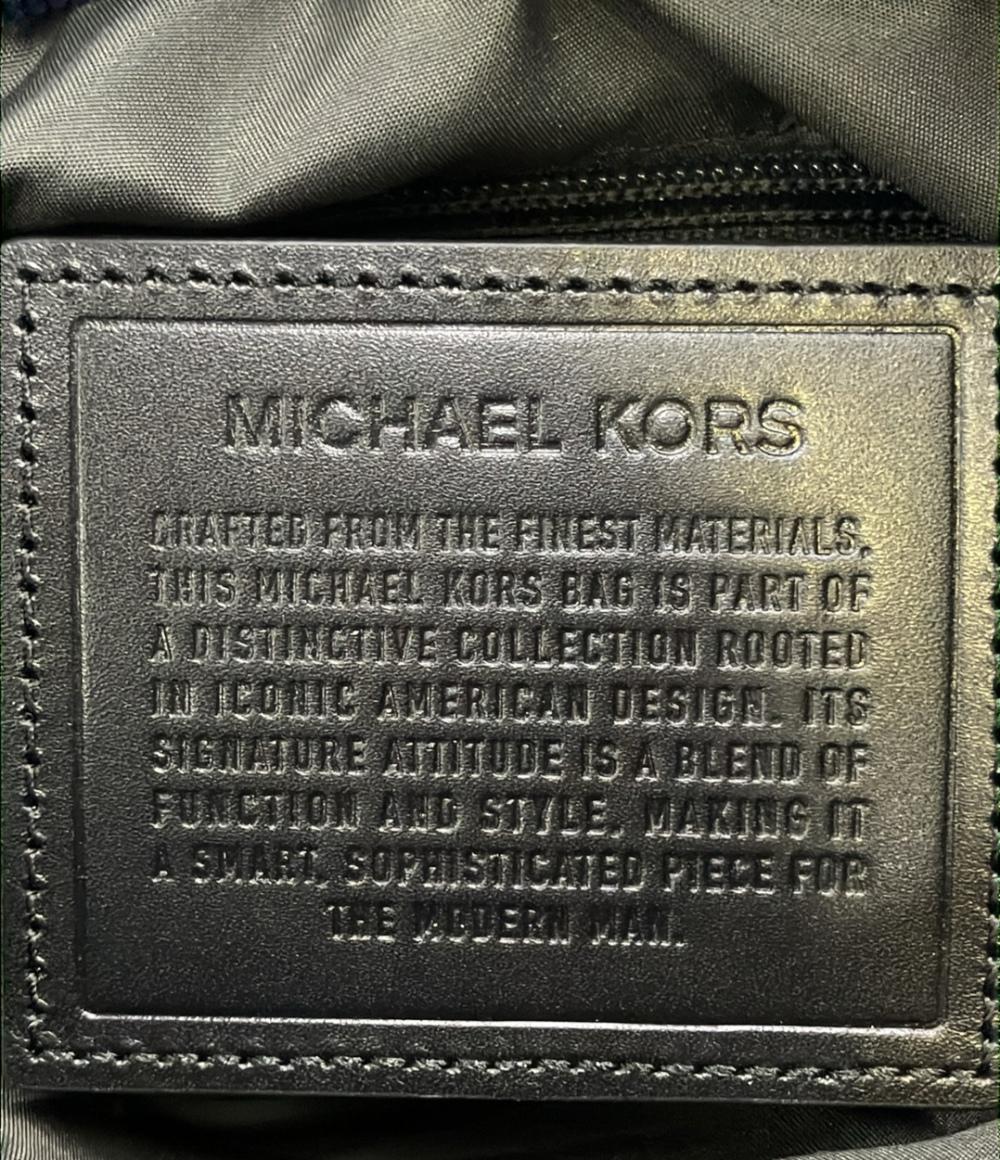 MICHAEL KORS
CRAFTED FROM THE FINEST MATERIALS,
THIS MICHAEL KORS BAG IS PART OF
A DISTINCTIVE COLLECTION ROOTED
IN ICONIC AMERICAN DESIGN. ITS
SIGNATURE ATTITUDE IS A BLEND OF
FUNCTION AND STYLE, MAKING IT
A SMART, SOPHISTICATED PIECE FOR
THE MODERN MAN.